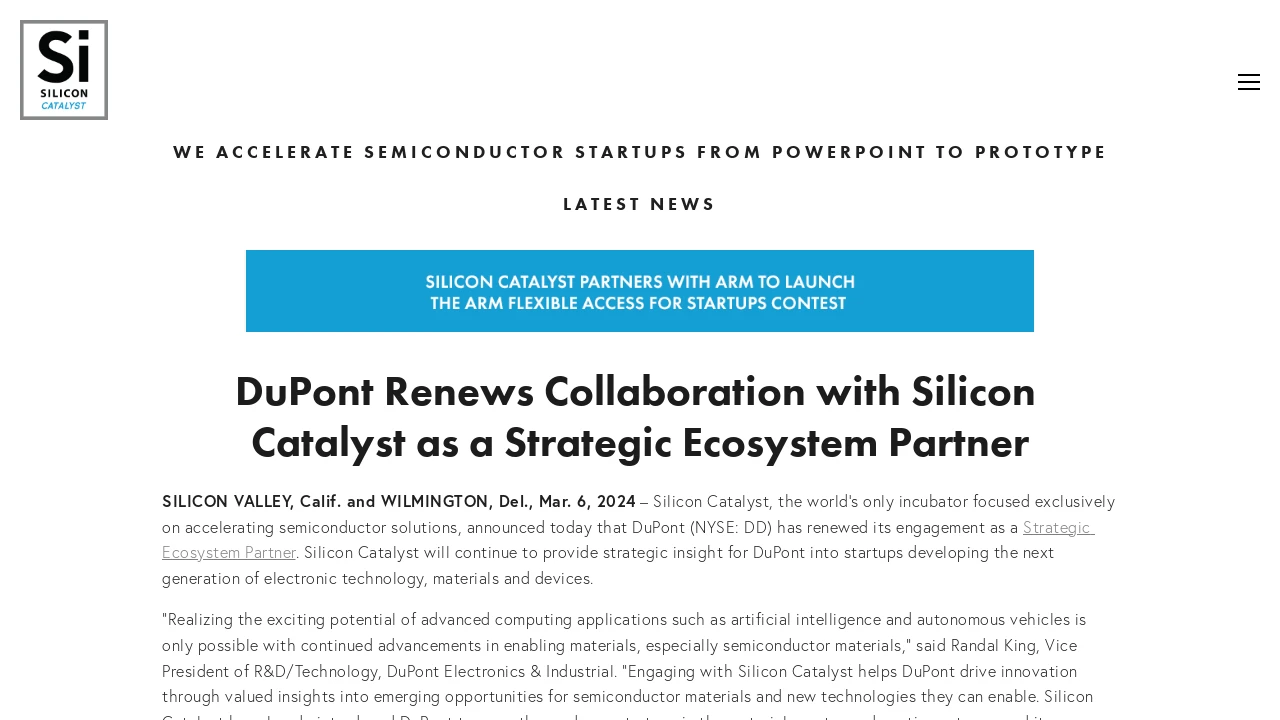 Si
SILICON
CATALYST
WE ACCELERATE SEMICONDUCTOR STARTUPS FROM POWERPOINT TO PROTOTYPE
LATEST NEWS
SILICON CATALYST PARTNERS WITH ARM TO LAUNCH
THE ARM FLEXIBLE ACCESS FOR STARTUPS CONTEST
DuPont Renews Collaboration with Silicon
Catalyst as a Strategic Ecosystem Partner
SILICON VALLEY, Calif. and WILMINGTON, Del., Mar. 6, 2024 – Silicon Catalyst, the world's only incubator focused exclusively
on accelerating semiconductor solutions, announced today that DuPont (NYSE: DD) has renewed its engagement as a Strategic
Ecosystem Partner. Silicon Catalyst will continue to provide strategic insight for DuPont into startups developing the next
generation of electronic technology, materials and devices.
"Realizing the exciting potential of advanced computing applications such as artificial intelligence and autonomous vehicles is
only possible with continued advancements in enabling materials, especially semiconductor materials," said Randal King, Vice
President of R&D/Technology, DuPont Electronics & Industrial. "Engaging with Silicon Catalyst helps DuPont drive innovation
through valued insights into emerging opportunities for semiconductor materials and new technologies they can enable. Silicon